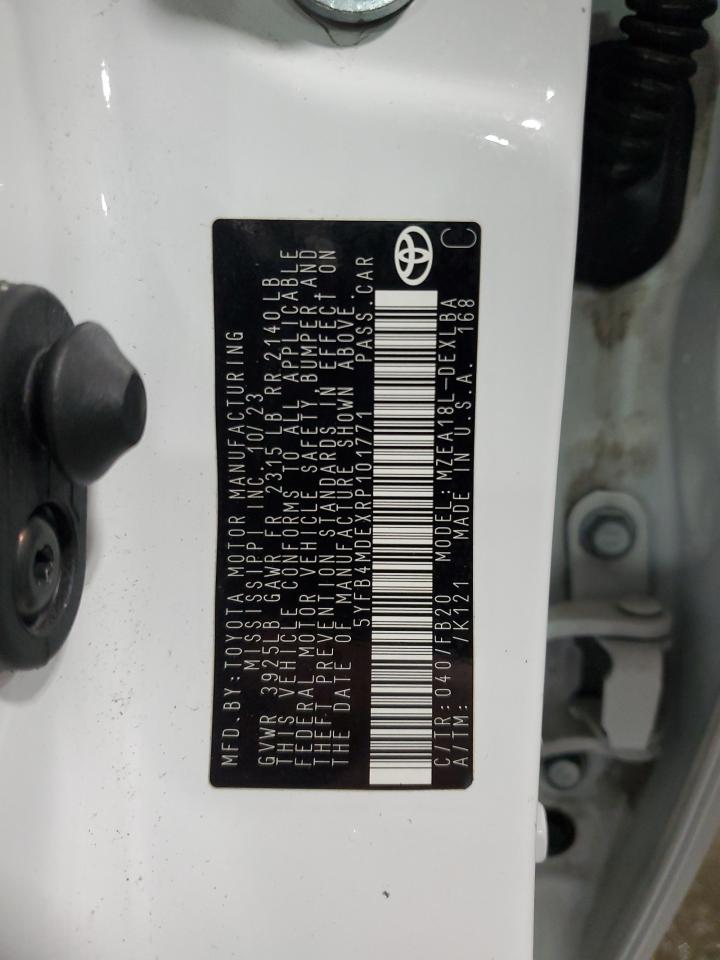 MFD.BY:TOYOTA MOTOR MANUFACTURING
MISSISSIPPI INC. 10/23
GVWR 3925LB GAWR FR 2315 LB RR 2140LB
THIS VEHICLE CONFORMS TO ALL APPLICABLE
FEDERAL MOTOR VEHICLE SAFETY BUMPER AND
THEFT PREVENTION STANDARDS IN EFFECT ON
THE DATE OF MANUFACTURE SHOWN ABOVE.
5YFB4MDEXRP101771 PASS.CAR
C/TR:040/FB20 MODEL:MZEA18L-DEXLBA
A/TM: /K121 MADE IN U.S.A. 168
C